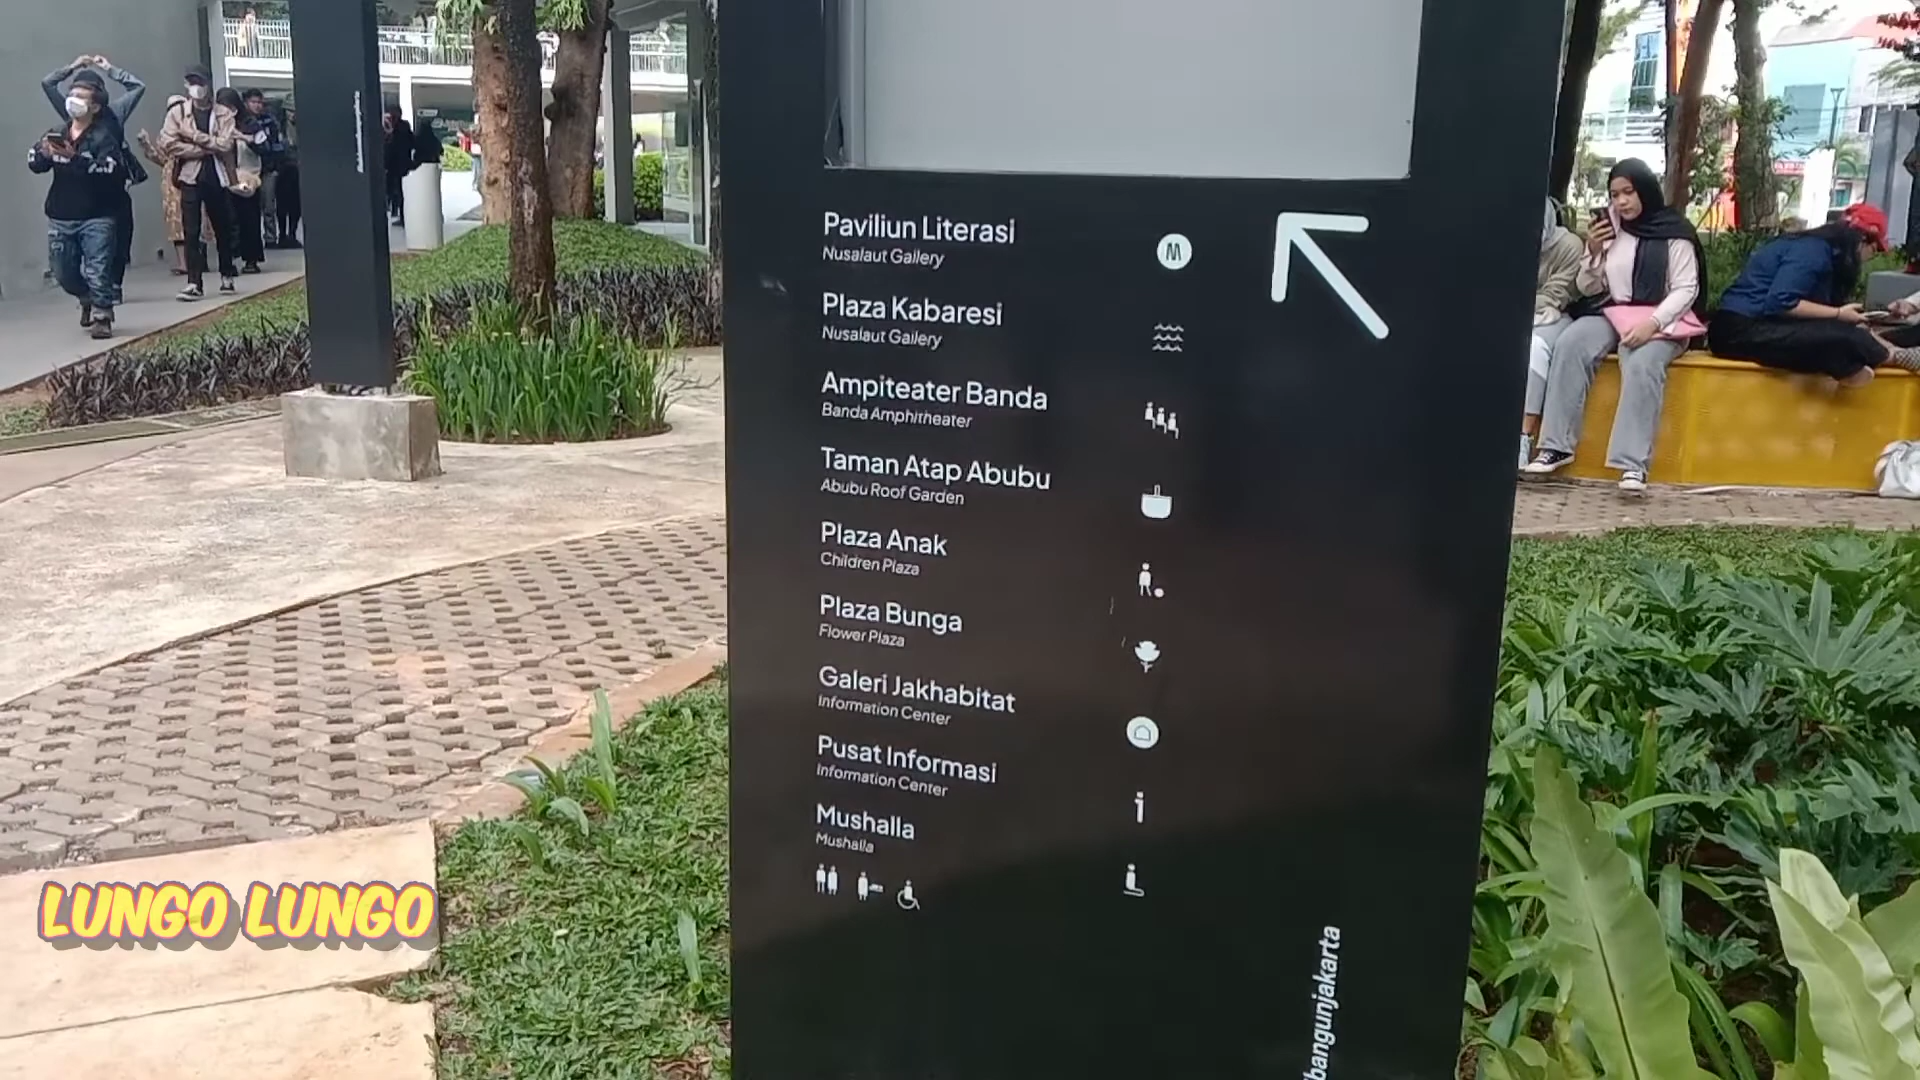 Paviliun Literasi
Nusalaut Gallery
Plaza Kabaresi
Nusalaut Gallery
Ampiteater Banda
Banda Amphitheater
Taman Atap Abubu
Abubu Roof Garden
Plaza Anak
Children Plaza
Plaza Bunga
Flower Plaza
Galeri Jakhabitat
Information Center
Pusat Informasi
Information Center
Mushalla
Mushalla
bangunjakarta
LUNGO LUNGO